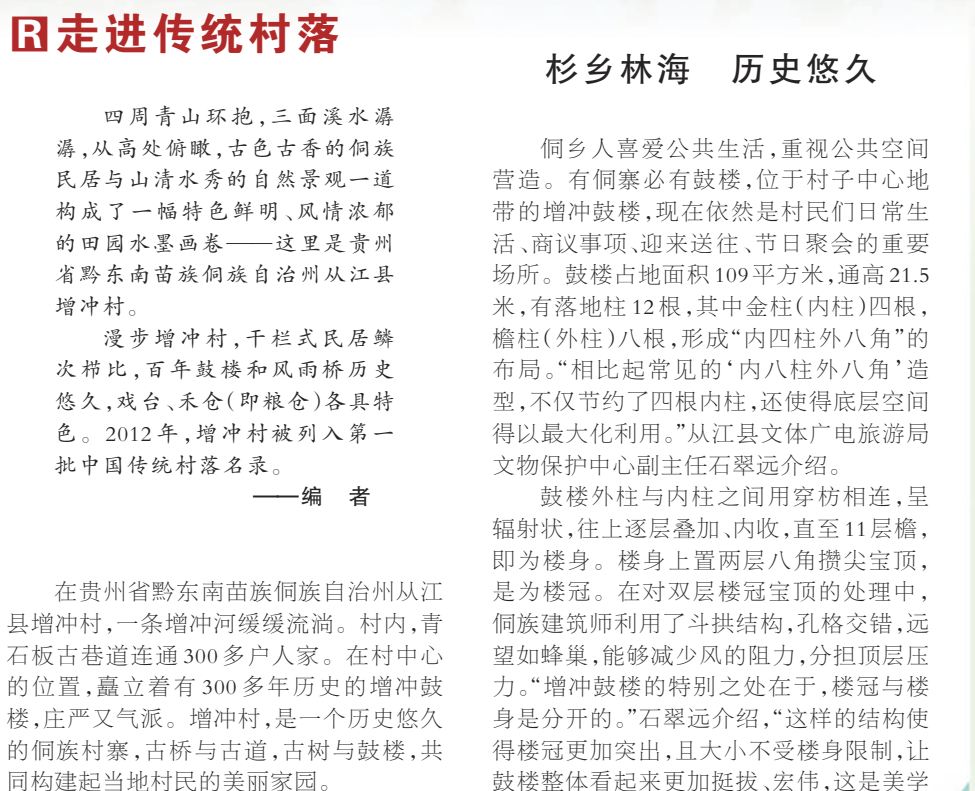 R走进传统村落
四周青山环抱，三面溪水潺
潺，从高处俯瞰，古色古香的侗族
民居与山清水秀的自然景观一道
构成了一幅特色鲜明、风情浓郁
的田园水墨画卷——这里是贵州
省黔东南苗族侗族自治州从江县
增冲村。
漫步增冲村，干栏式民居鳞
次栉比，百年鼓楼和风雨桥历史
悠久，戏台、禾仓（即粮仓）各具特
色。2012年，增冲村被列入第一
批中国传统村落名录。
——编　者
在贵州省黔东南苗族侗族自治州从江
县增冲村，一条增冲河缓缓流淌。村内，青
石板古巷道连通300多户人家。在村中心
的位置，矗立着有300多年历史的增冲鼓
楼，庄严又气派。增冲村，是一个历史悠久
的侗族村寨，古桥与古道，古树与鼓楼，共
同构建起当地村民的美丽家园。
杉乡林海　历史悠久
侗乡人喜爱公共生活，重视公共空间
营造。有侗寨必有鼓楼，位于村子中心地
带的增冲鼓楼，现在依然是村民们日常生
活、商议事项、迎来送往、节日聚会的重要
场所。鼓楼占地面积109平方米，通高21.5
米，有落地柱12根，其中金柱（内柱）四根，
檐柱（外柱）八根，形成“内四柱外八角”的
布局。“相比起常见的‘内八柱外八角’造
型，不仅节约了四根内柱，还使得底层空间
得以最大化利用。”从江县文体广电旅游局
文物保护中心副主任石翠远介绍。
鼓楼外柱与内柱之间用穿枋相连，呈
辐射状，往上逐层叠加、内收，直至11层檐，
即为楼身。楼身上置两层八角攒尖宝顶，
是为楼冠。在对双层楼冠宝顶的处理中，
侗族建筑师利用了斗拱结构，孔格交错，远
望如蜂巢，能够减少风的阻力，分担顶层压
力。“增冲鼓楼的特别之处在于，楼冠与楼
身是分开的。”石翠远介绍，“这样的结构使
得楼冠更加突出，且大小不受楼身限制，让
鼓楼整体看起来更加挺拔、宏伟，这是美学